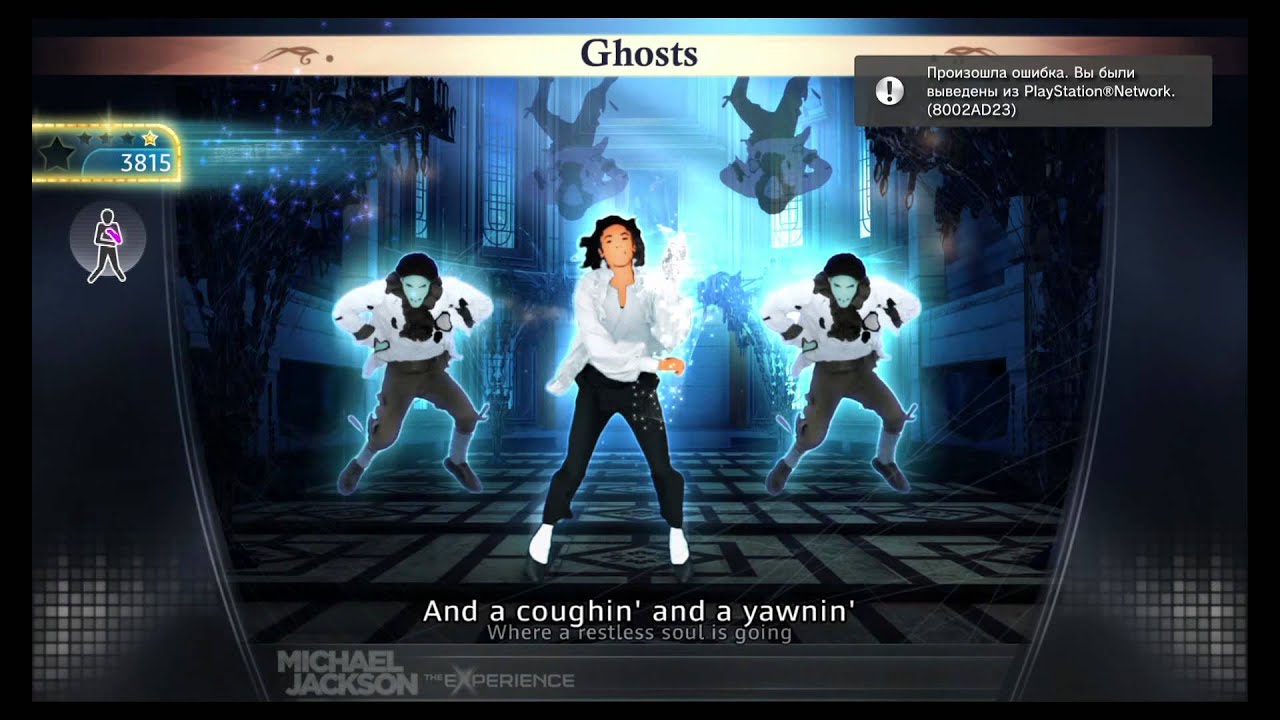 Ghosts
Произошла ошибка. Вы были
выведены из PlayStation®Network.
(8002AD23)
3815
And a coughin' and a yawnin'
Where a restless soul is going
MICHAEL
JACKSON THE EXPERIENCE